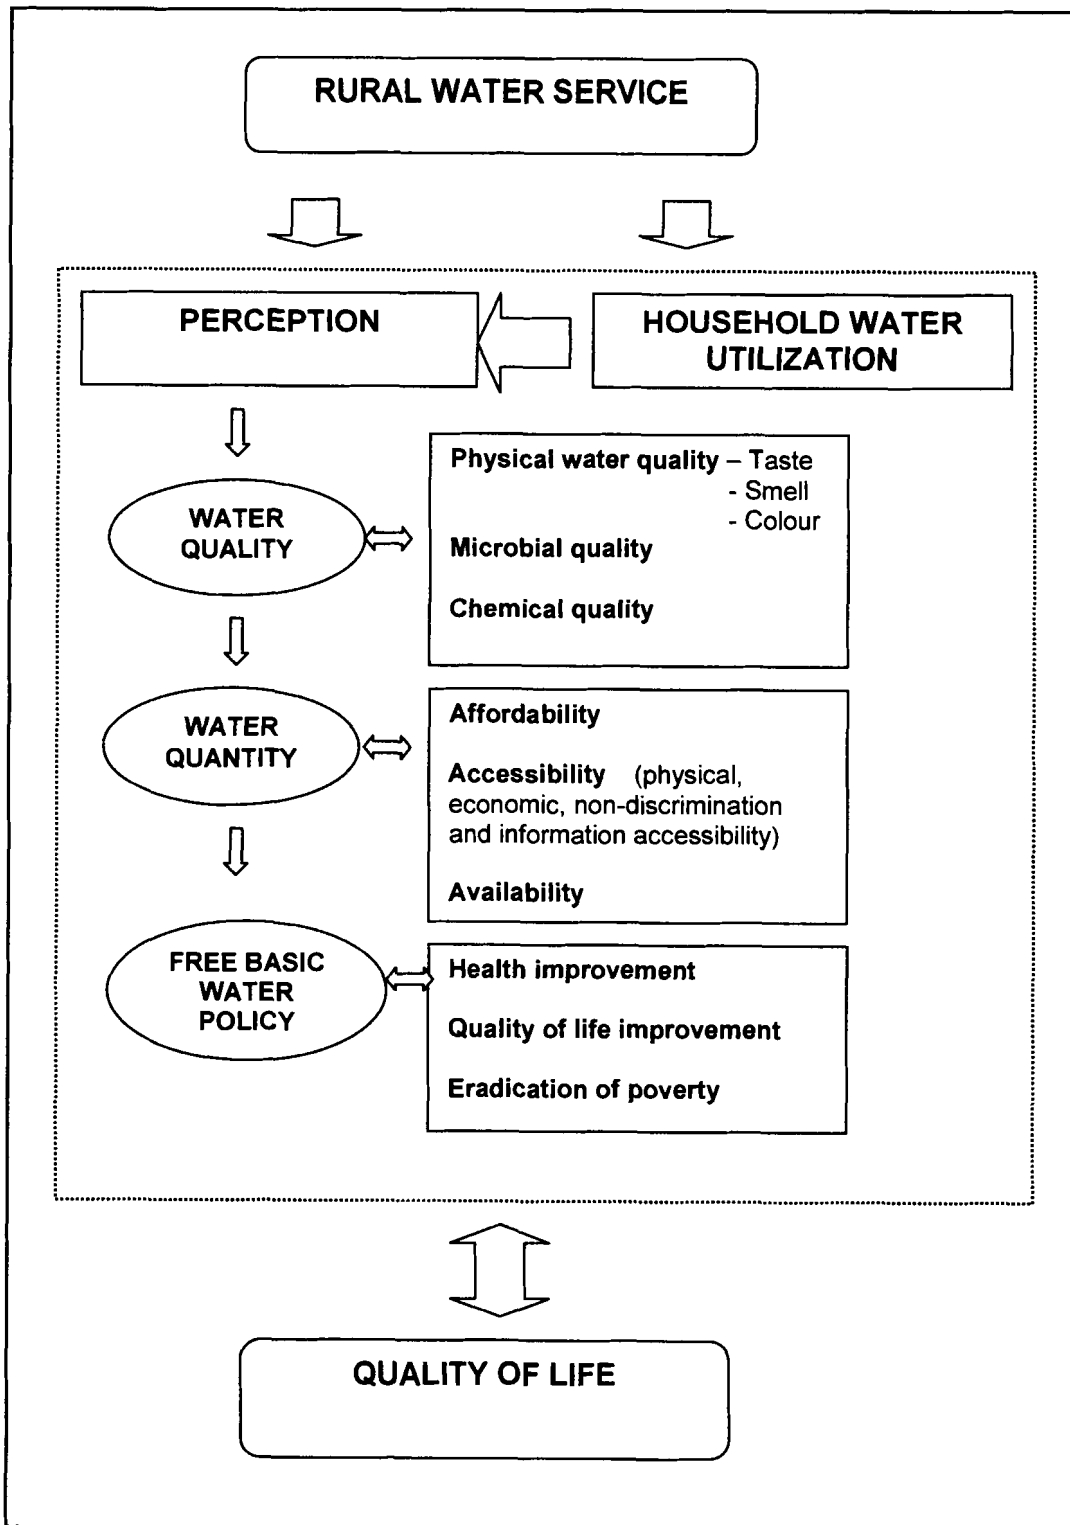 RURAL WATER SERVICE
PERCEPTION
HOUSEHOLD WATER
UTILIZATION
WATER
QUALITY
Physical water quality – Taste
- Smell
- Colour
Microbial quality
Chemical quality
WATER
QUANTITY
Affordability
Accessibility (physical,
economic, non-discrimination
and information accessibility)
Availability
FREE BASIC
WATER
POLICY
Health improvement
Quality of life improvement
Eradication of poverty
QUALITY OF LIFE